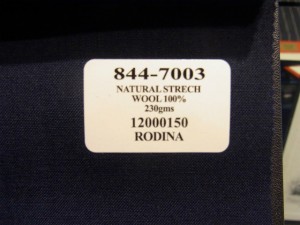 844-7003
NATURAL STRECH
WOOL 100%
230gms
12000150
RODINA